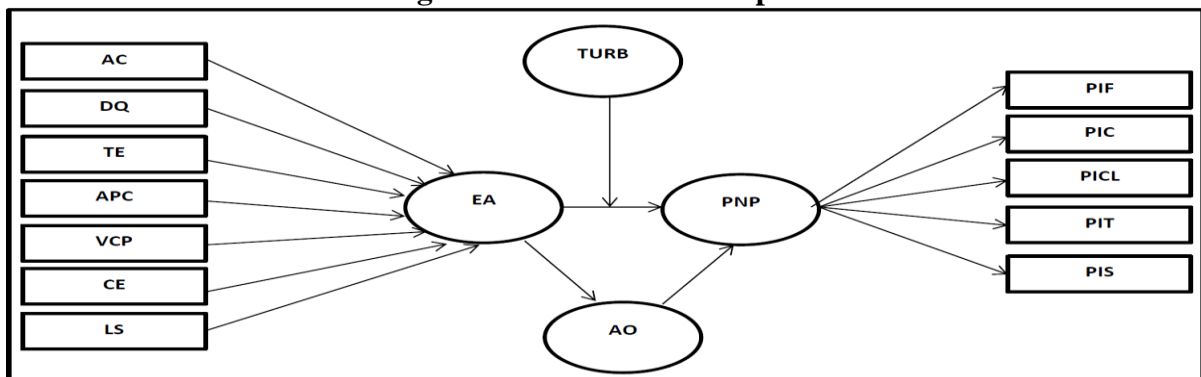 AC
DQ
TE
APC
VCP
CE
LS
TURB
EA
PNP
AO
PIF
PIC
PICL
PIT
PIS